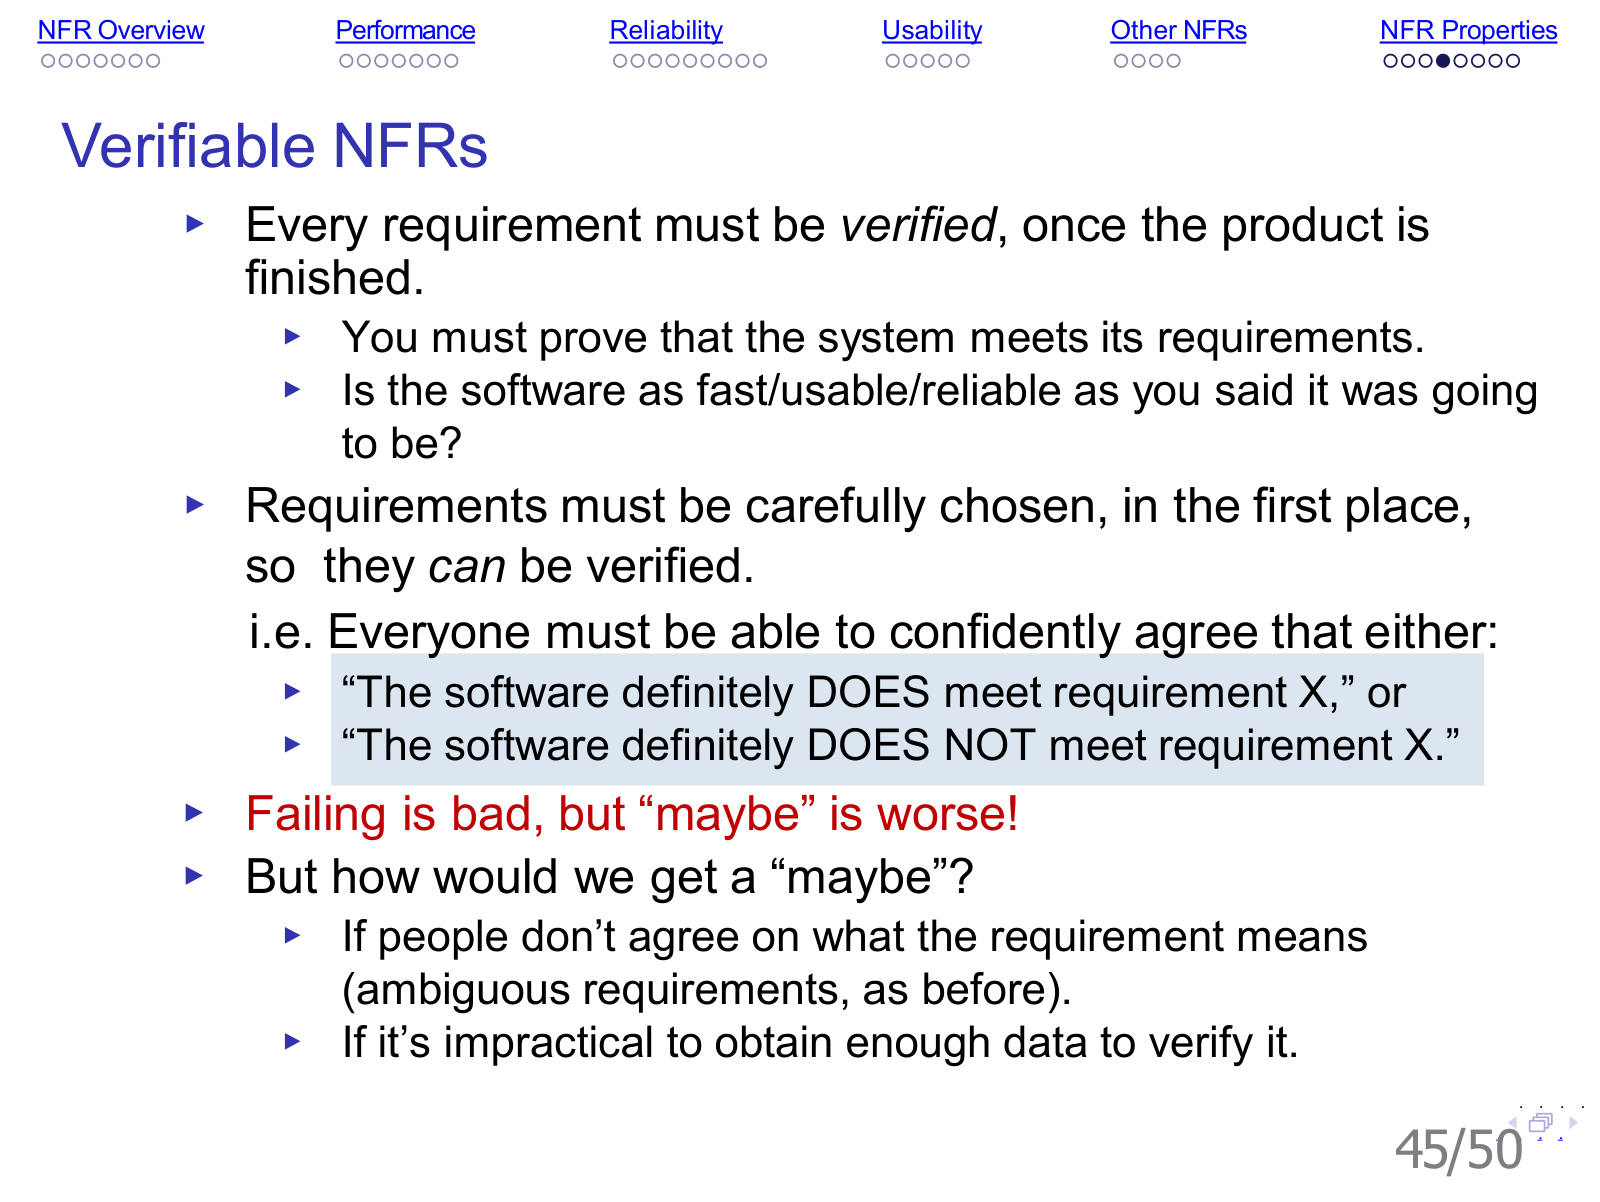 NFR Overview Performance Reliability Usability Other NFRs NFR Properties
Verifiable NFRs
Every requirement must be verified, once the product is
finished.
You must prove that the system meets its requirements.
Is the software as fast/usable/reliable as you said it was going
to be?
Requirements must be carefully chosen, in the first place,
so they can be verified.
i.e. Everyone must be able to confidently agree that either:
“The software definitely DOES meet requirement X,” or
“The software definitely DOES NOT meet requirement X.”
Failing is bad, but “maybe” is worse!
But how would we get a “maybe”?
If people don’t agree on what the requirement means
(ambiguous requirements, as before).
If it’s impractical to obtain enough data to verify it.
45/50